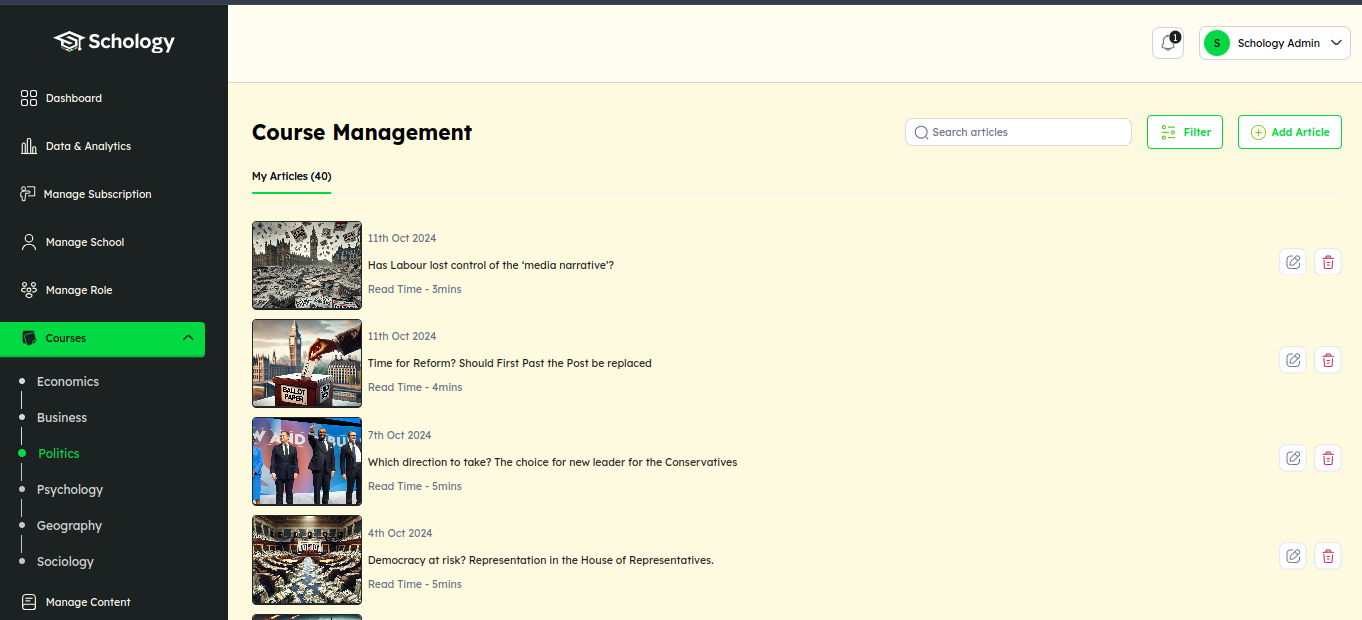 Schology
1
S
Schology Admin
Dashboard
Data & Analytics
Manage Subscription
Manage School
Manage Role
Courses
Economics
Business
Politics
Psychology
Geography
Sociology
Manage Content
Course Management
Search articles
Filter
Add Article
My Articles (40)
11th Oct 2024
Has Labour lost control of the ‘media narrative’?
Read Time - 3mins
BALLOT
PAPER
11th Oct 2024
Time for Reform? Should First Past the Post be replaced
Read Time - 4mins
W AND
7th Oct 2024
Which direction to take? The choice for new leader for the Conservatives
Read Time - 5mins
4th Oct 2024
Democracy at risk? Representation in the House of Representatives.
Read Time - 5mins